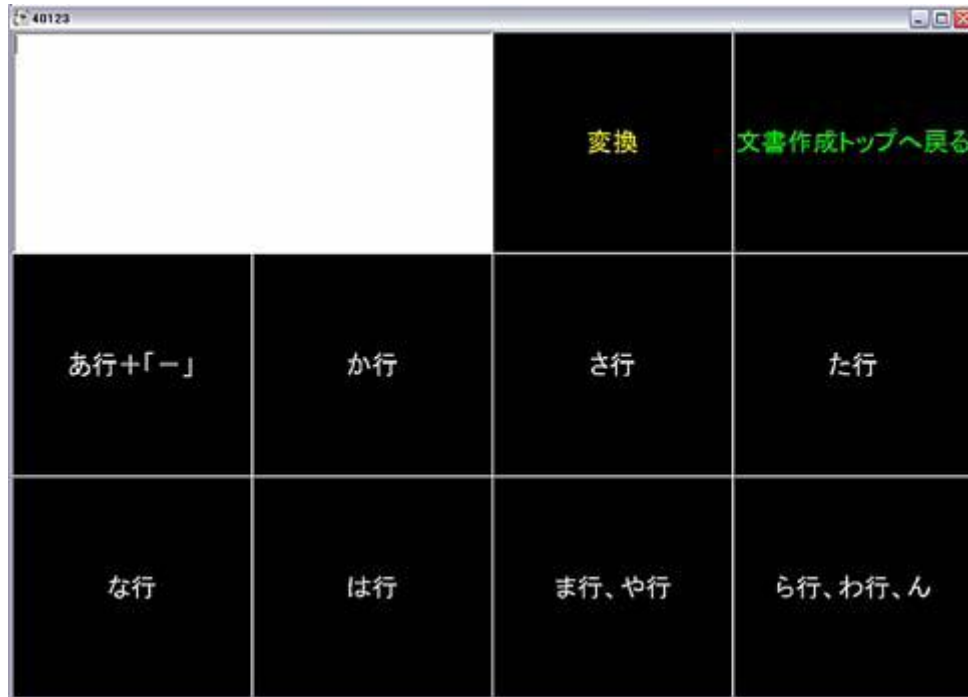 40123
変換
文書作成トップへ戻る
あ行+「ー」
か行
さ行
た行
な行
は行
ま行、や行
ら行、わ行、ん